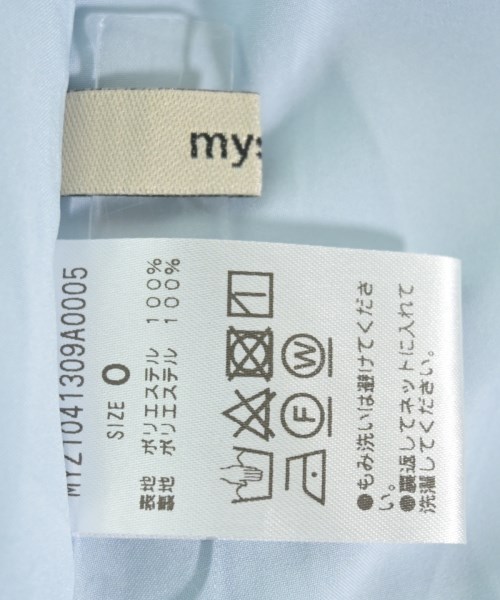 mys
MYZ1041309A0005
SIZE 0
表地 ポリエステル 100%
裏地 ポリエステル 100%
F W
●もみ洗いは避けてくださ
い。●裏返してネットに入れて
洗濯してください。